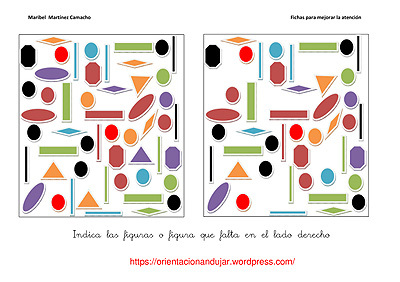 Maribel Martínez Camacho
Fichas para mejorar la atención
Indica las figuras o figura que falta en el lado derecho
https://orientacionandujar.wordpress.com/